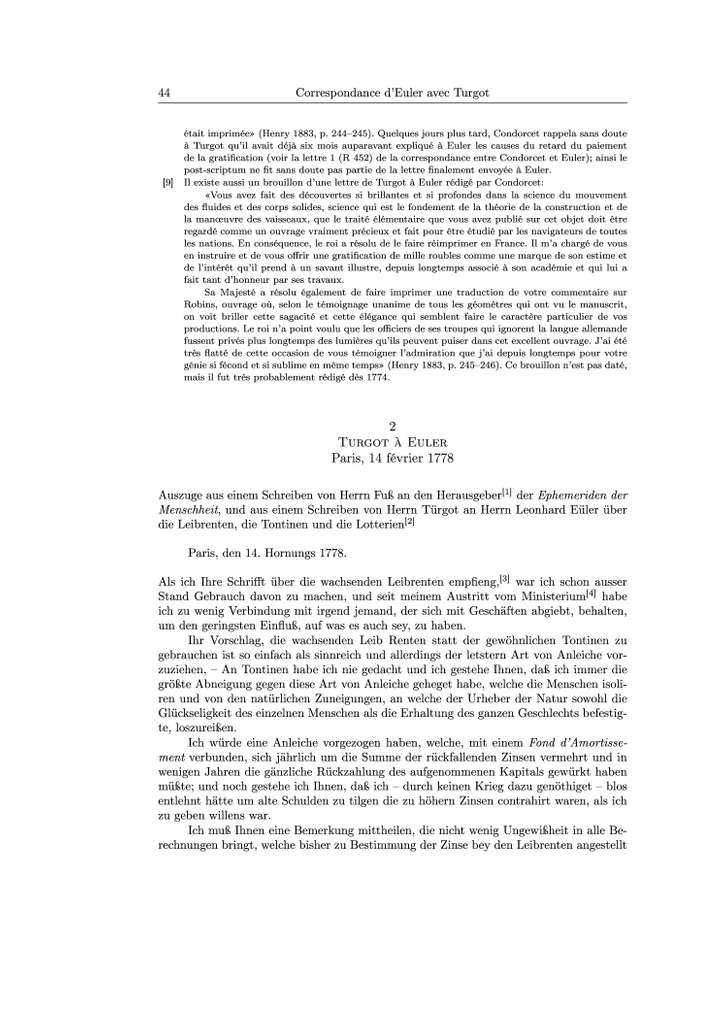 44 Correspondance d'Euler avec Turgot
était imprimée» (Henry 1883, p. 244–245). Quelques jours plus tard, Condorcet rappela sans doute
à Turgot qu'il avait déjà six mois auparavant expliqué à Euler les causes du retard du paiement
de la gratification (voir la lettre 1 (R 452) de la correspondance entre Condorcet et Euler); ainsi le
post-scriptum ne fit sans doute pas partie de la lettre finalement envoyée à Euler.
[9] Il existe aussi un brouillon d'une lettre de Turgot à Euler rédigé par Condorcet:
«Vous avez fait des découvertes si brillantes et si profondes dans la science du mouvement
des fluides et des corps solides, science qui est le fondement de la théorie de la construction et de
la manœuvre des vaisseaux, que le traité élémentaire que vous avez publié sur cet objet doit être
regardé comme un ouvrage vraiment précieux et fait pour être étudié par les navigateurs de toutes
les nations. En conséquence, le roi a résolu de le faire réimprimer en France. Il m'a chargé de vous
en instruire et de vous offrir une gratification de mille roubles comme une marque de son estime et
de l'intérêt qu'il prend à un savant illustre, depuis longtemps associé à son académie et qui lui a
fait tant d'honneur par ses travaux.
Sa Majesté a résolu également de faire imprimer une traduction de votre commentaire sur
Robins, ouvrage où, selon le témoignage unanime de tous les géomètres qui ont vu le manuscrit,
on voit briller cette sagacité et cette élégance qui semblent faire le caractère particulier de vos
productions. Le roi n'a point voulu que les officiers de ses troupes qui ignorent la langue allemande
fussent privés plus longtemps des lumières qu'ils peuvent puiser dans cet excellent ouvrage. J'ai été
très flatté de cette occasion de vous témoigner l'admiration que j'ai depuis longtemps pour votre
génie si fécond et si sublime en même temps» (Henry 1883, p. 245–246). Ce brouillon n'est pas daté,
mais il fut très probablement rédigé dès 1774.
2
Turgot à Euler
Paris, 14 février 1778
Auszuge aus einem Schreiben von Herrn Fuß an den Herausgeber[1] der Ephemeriden der
Menschheit, und aus einem Schreiben von Herrn Türgot an Herrn Leonhard Eüler über
die Leibrenten, die Tontinen und die Lotterien[2]
Paris, den 14. Hornungs 1778.
Als ich Ihre Schrifft über die wachsenden Leibrenten empfieng,[3] war ich schon ausser
Stand Gebrauch davon zu machen, und seit meinem Austritt vom Ministerium[4] habe
ich zu wenig Verbindung mit irgend jemand, der sich mit Geschäften abgiebt, behalten,
um den geringsten Einfluß, auf was es auch sey, zu haben.
Ihr Vorschlag, die wachsenden Leib Renten statt der gewöhnlichen Tontinen zu
gebrauchen ist so einfach als sinnreich und allerdings der letstern Art von Anleiche vor-
zuziehen, – An Tontinen habe ich nie gedacht und ich gestehe Ihnen, daß ich immer die
größte Abneigung gegen diese Art von Anleiche geheget habe, welche die Menschen isoli-
ren und von den natürlichen Zuneigungen, an welche der Urheber der Natur sowohl die
Glückseligkeit des einzelnen Menschen als die Erhaltung des ganzen Geschlechts befestig-
te, loszureißen.
Ich würde eine Anleiche vorgezogen haben, welche, mit einem Fond d'Amortisse-
ment verbunden, sich jährlich um die Summe der rückfallenden Zinsen vermehrt und in
wenigen Jahren die gänzliche Rückzahlung des aufgenommenen Kapitals gewürkt haben
müßte; und noch gestehe ich Ihnen, daß ich – durch keinen Krieg dazu genöthiget – blos
entlehnt hätte um alte Schulden zu tilgen die zu höhern Zinsen contrahirt waren, als ich
zu geben willens war.
Ich muß Ihnen eine Bemerkung mittheilen, die nicht wenig Ungewißheit in alle Be-
rechnungen bringt, welche bisher zu Bestimmung der Zinse bey den Leibrenten angestellt